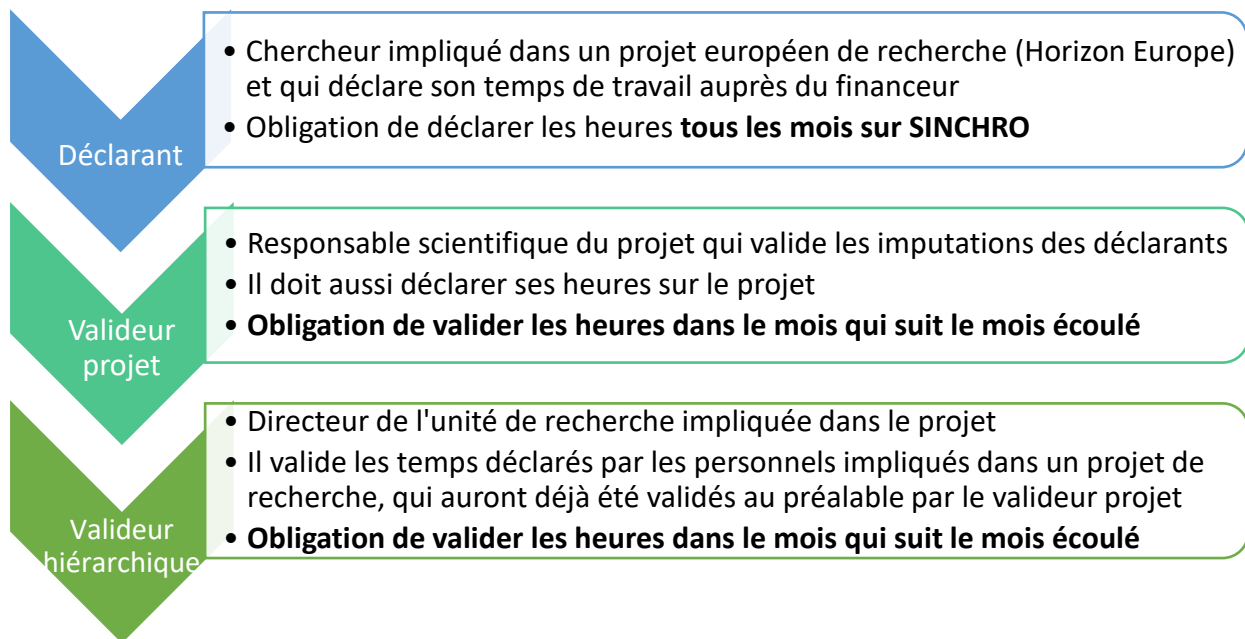 • Chercheur impliqué dans un projet européen de recherche (Horizon Europe)
et qui déclare son temps de travail auprès du financeur
• Obligation de déclarer les heures tous les mois sur SINCHRO
Déclarant
• Responsable scientifique du projet qui valide les imputations des déclarants
• Il doit aussi déclarer ses heures sur le projet
• Obligation de valider les heures dans le mois qui suit le mois écoulé
Valideur
projet
• Directeur de l'unité de recherche impliquée dans le projet
• Il valide les temps déclarés par les personnels impliqués dans un projet de
recherche, qui auront déjà été validés au préalable par le valideur projet
• Obligation de valider les heures dans le mois qui suit le mois écoulé
Valideur
hiérarchique